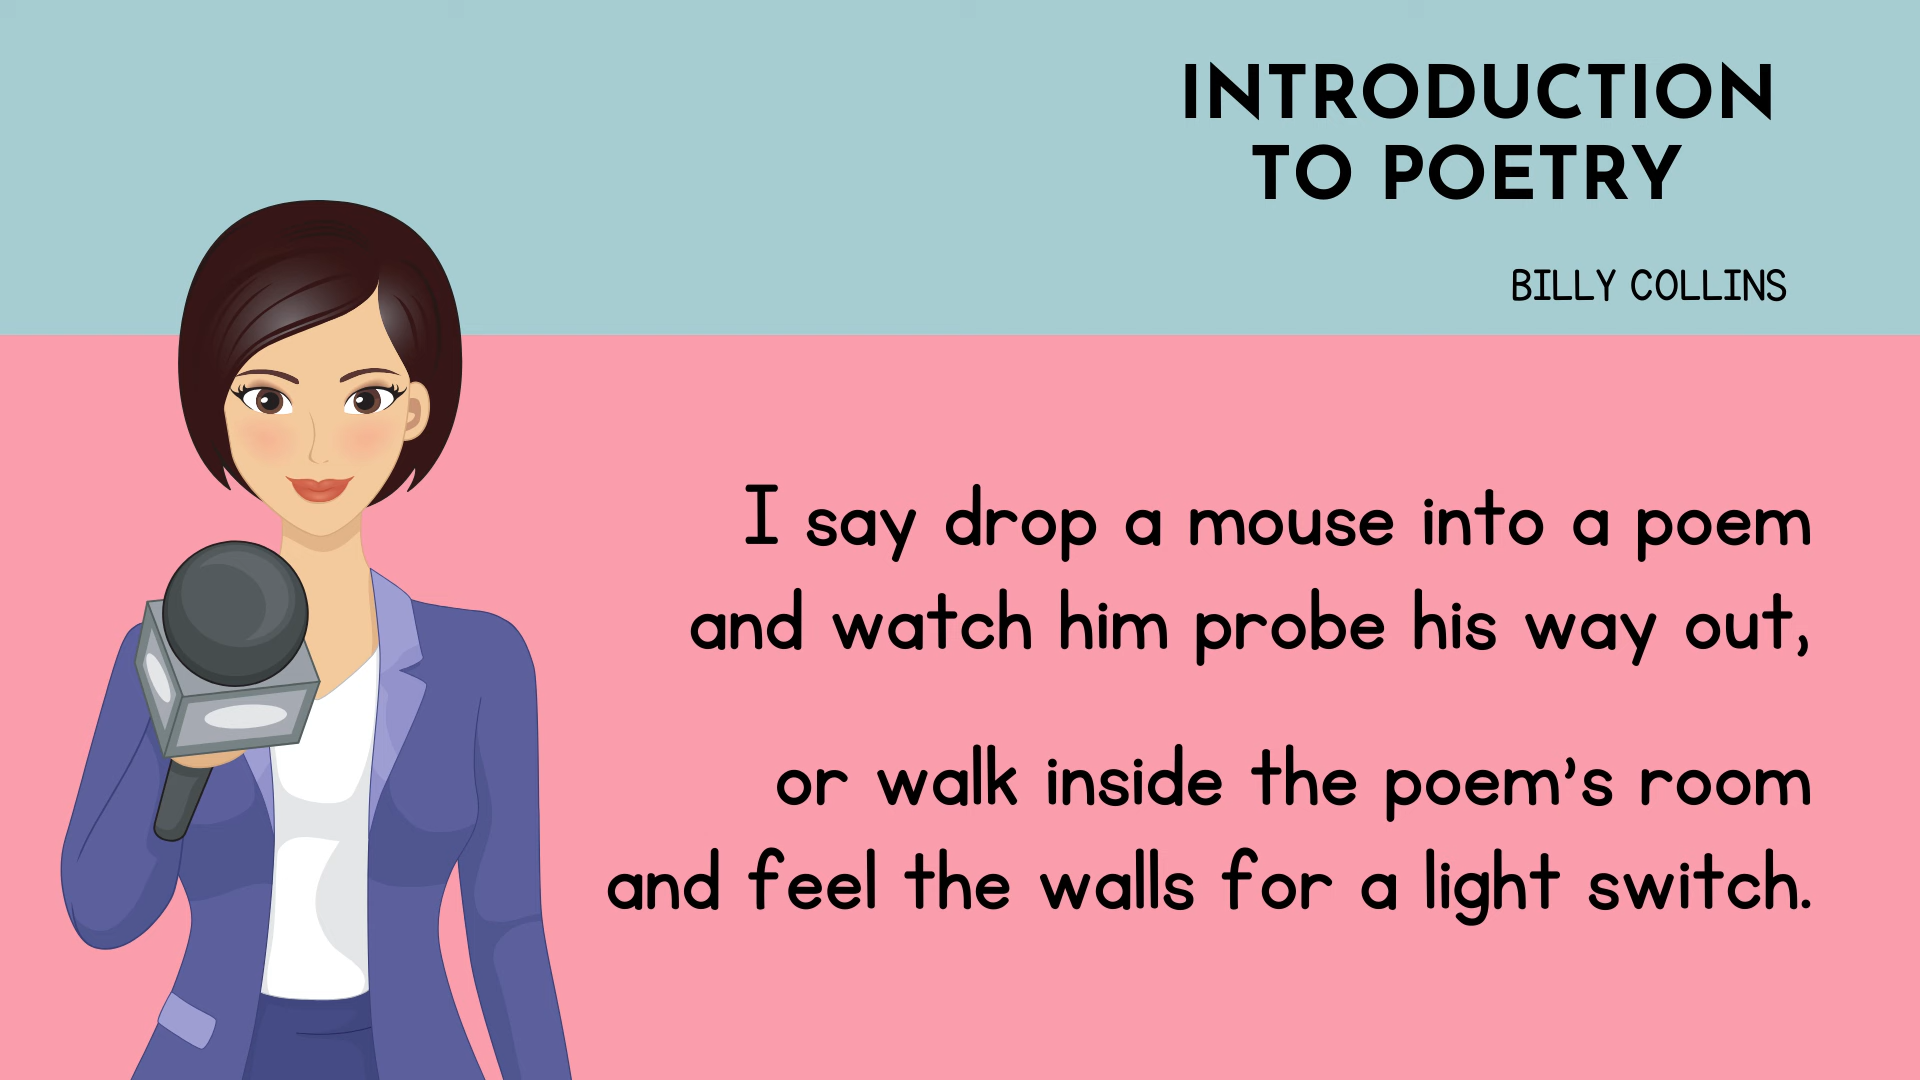 INTRODUCTION
TO POETRY
BILLY COLLINS
I say drop a mouse into a poem
and watch him probe his way out,
or walk inside the poem’s room
and feel the walls for a light switch.